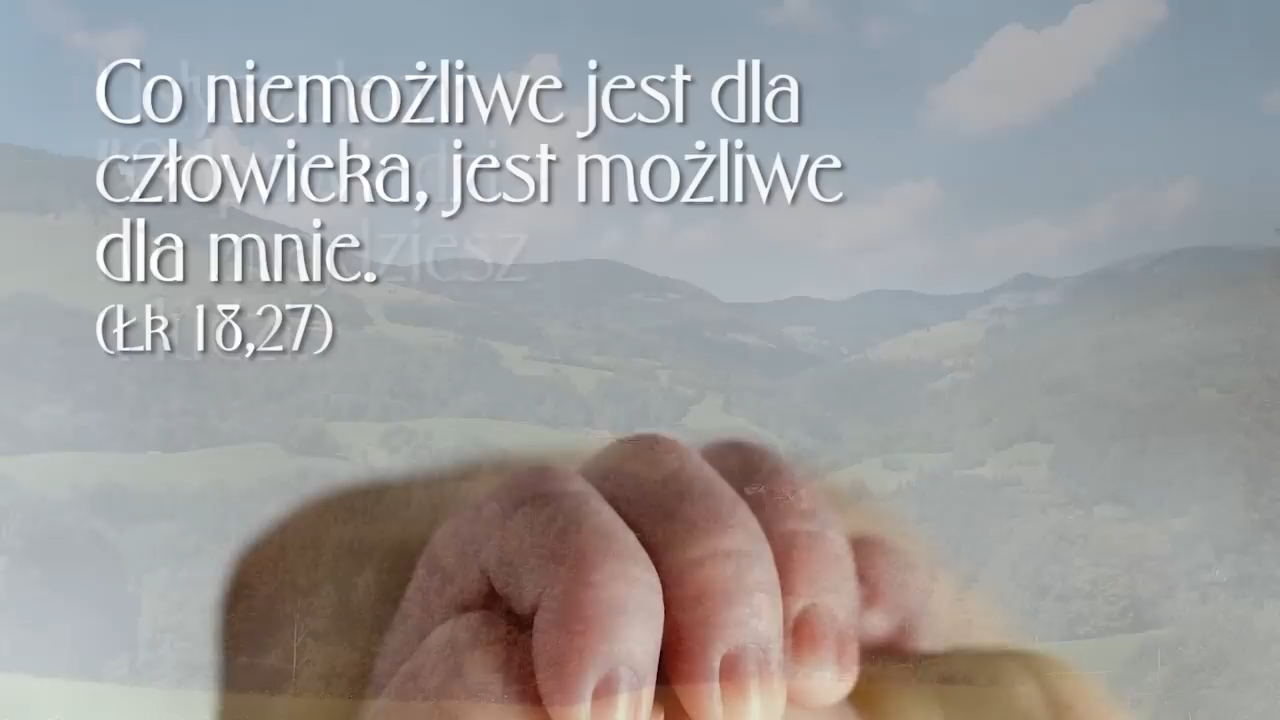 Co niemożliwe jest dla
człowieka, jest możliwe
dla mnie.
(Łk 18,27)